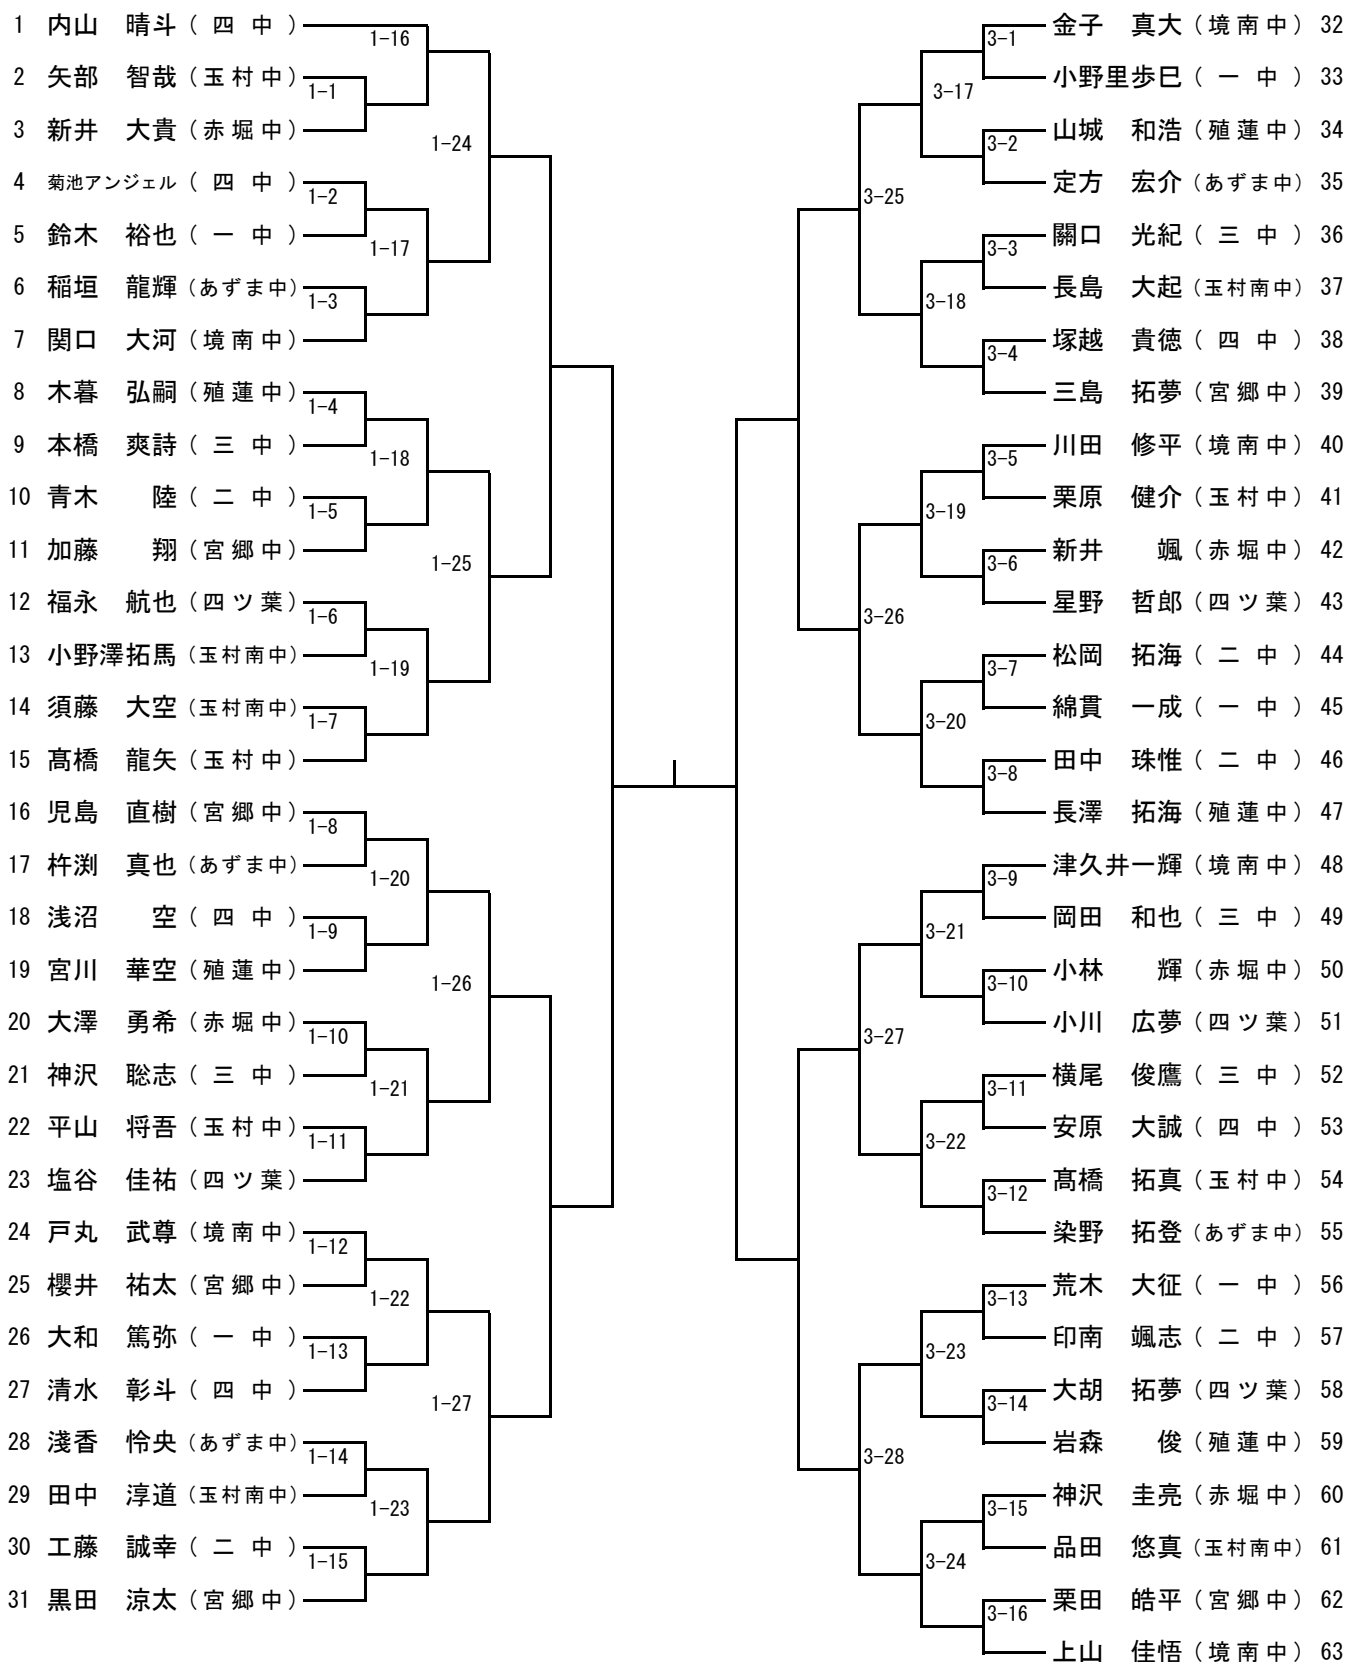 1 内山 晴斗 ( 四 中 )
1-16
2 矢部 智哉 ( 玉 村 中 )
1-1
3 新井 大貴 ( 赤 堀 中 )
1-24
4 菊池アンジェル ( 四 中 )
1-2
5 鈴木 裕也 ( 一 中 )
1-17
6 稲垣 龍輝 (あずま中)
1-3
7 関口 大河 ( 境 南 中 )
8 木暮 弘嗣 ( 殖 蓮 中 )
1-4
9 本橋 爽詩 ( 三 中 )
1-18
10 青木 陸 ( 二 中 )
1-5
11 加藤 翔 ( 宮 郷 中 )
1-25
12 福永 航也 ( 四 ツ 葉 )
1-6
13 小野澤拓馬 (玉村南中)
1-19
14 須藤 大空 (玉村南中)
1-7
15 髙橋 龍矢 ( 玉 村 中 )
16 児島 直樹 ( 宮 郷 中 )
1-8
17 杵渕 真也 (あずま中)
1-20
18 浅沼 空 ( 四 中 )
1-9
19 宮川 華空 ( 殖 蓮 中 )
1-26
20 大澤 勇希 ( 赤 堀 中 )
1-10
21 神沢 聡志 ( 三 中 )
1-21
22 平山 将吾 ( 玉 村 中 )
1-11
23 塩谷 佳祐 ( 四 ツ 葉 )
24 戸丸 武尊 ( 境 南 中 )
1-12
25 櫻井 祐太 ( 宮 郷 中 )
1-22
26 大和 篤弥 ( 一 中 )
1-13
27 清水 彰斗 ( 四 中 )
1-27
28 淺香 怜央 (あずま中)
1-14
29 田中 淳道 (玉村南中)
1-23
30 工藤 誠幸 ( 二 中 )
1-15
31 黒田 涼太 ( 宮 郷 中 )
金子 真大 ( 境 南 中 ) 32
3-1
小野里歩巳 ( 一 中 ) 33
3-17
山城 和浩 ( 殖 蓮 中 ) 34
3-2
定方 宏介 (あずま中) 35
3-25
關口 光紀 ( 三 中 ) 36
3-3
長島 大起 (玉村南中) 37
3-18
塚越 貴徳 ( 四 中 ) 38
3-4
三島 拓夢 ( 宮 郷 中 ) 39
川田 修平 ( 境 南 中 ) 40
3-5
栗原 健介 ( 玉 村 中 ) 41
3-19
新井 颯 ( 赤 堀 中 ) 42
3-6
星野 哲郎 ( 四 ツ 葉 ) 43
3-26
松岡 拓海 ( 二 中 ) 44
3-7
綿貫 一成 ( 一 中 ) 45
3-20
田中 珠惟 ( 二 中 ) 46
3-8
長澤 拓海 ( 殖 蓮 中 ) 47
津久井一輝 ( 境 南 中 ) 48
3-9
岡田 和也 ( 三 中 ) 49
3-21
小林 輝 ( 赤 堀 中 ) 50
3-10
小川 広夢 ( 四 ツ 葉 ) 51
3-27
横尾 俊鷹 ( 三 中 ) 52
3-11
安原 大誠 ( 四 中 ) 53
3-22
髙橋 拓真 ( 玉 村 中 ) 54
3-12
染野 拓登 (あずま中) 55
荒木 大征 ( 一 中 ) 56
3-13
印南 颯志 ( 二 中 ) 57
3-23
大胡 拓夢 ( 四 ツ 葉 ) 58
3-14
岩森 俊 ( 殖 蓮 中 ) 59
3-28
神沢 圭亮 ( 赤 堀 中 ) 60
3-15
品田 悠真 (玉村南中) 61
3-24
栗田 皓平 ( 宮 郷 中 ) 62
3-16
上山 佳悟 ( 境 南 中 ) 63